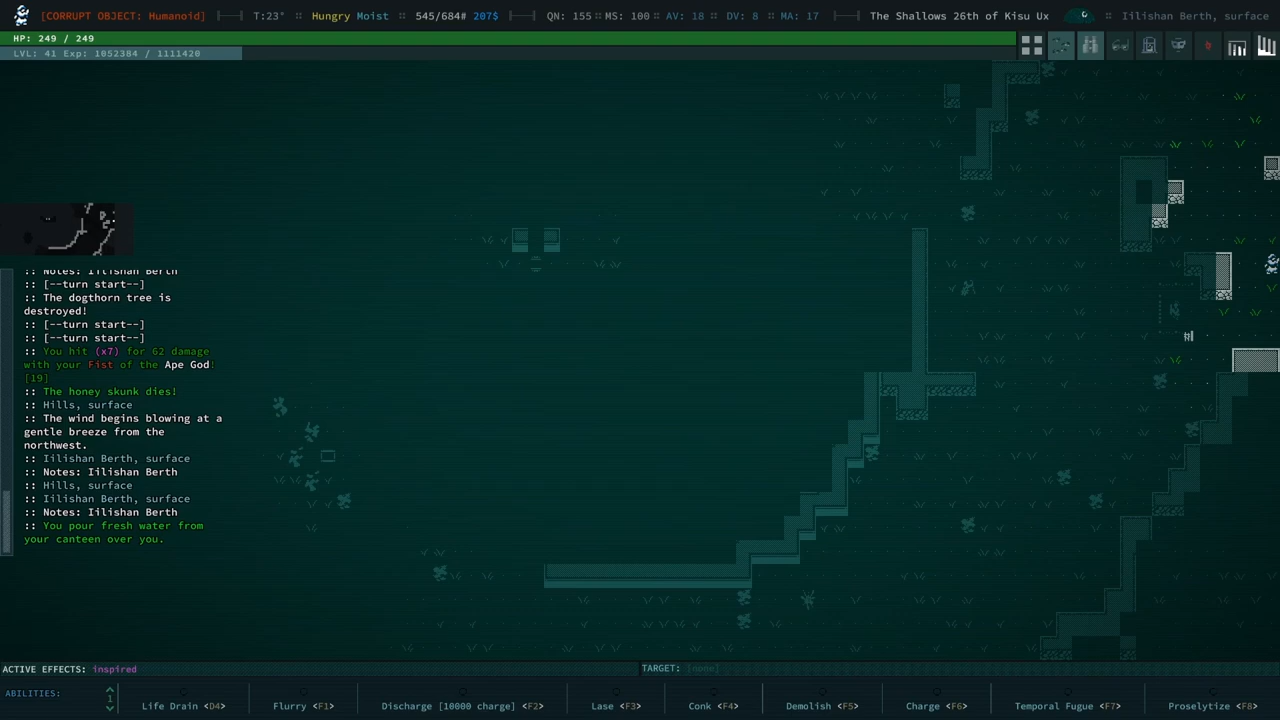 [CORRUPT OBJECT: Humanoid] T:23° :: Hungry Moist :: 545/684# 207$ QN: 155 :: MS: 100 :: AV: 18 :: DV: 8 :: MA: 17 The Shallows 26th of Kisu Ux :: Iilishan Berth, surface
HP: 249 / 249
LVL: 41 Exp: 1052384 / 1111420
:: Notes: Iilishan Berth
:: [--turn start--]
:: The dogthorn tree is
destroyed!
:: [--turn start--]
:: [--turn start--]
:: You hit (x7) for 62 damage
with your Fist of the Ape God!
[19]
:: The honey skunk dies!
:: Hills, surface
:: The wind begins blowing at a
gentle breeze from the
northwest.
:: Iilishan Berth, surface
:: Notes: Iilishan Berth
:: Hills, surface
:: Iilishan Berth, surface
:: Notes: Iilishan Berth
:: You pour fresh water from
your canteen over you.
ACTIVE EFFECTS: inspired TARGET: [none]
ABILITIES: 1 Life Drain <D4> Flurry <F1> Discharge [10000 charge] <F2> Lase <F3> Conk <F4> Demolish <F5> Charge <F6> Temporal Fugue <F7> Proselytize <F8>